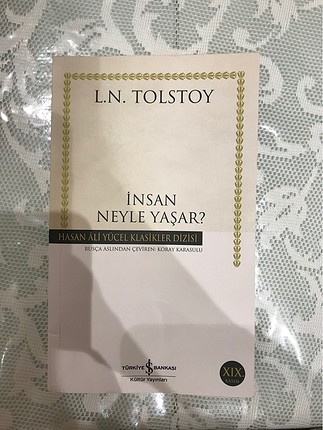 L.N. TOLSTOY
İNSAN
NEYLE YAŞAR?
HASAN ÂLİ YÜCEL KLASİKLER DİZİSİ
RUSÇA ASLINDAN ÇEVİREN: KORAY KARASULU
TÜRKİYE İŞ BANKASI
Kültür Yayınları
XIX.
BASIM